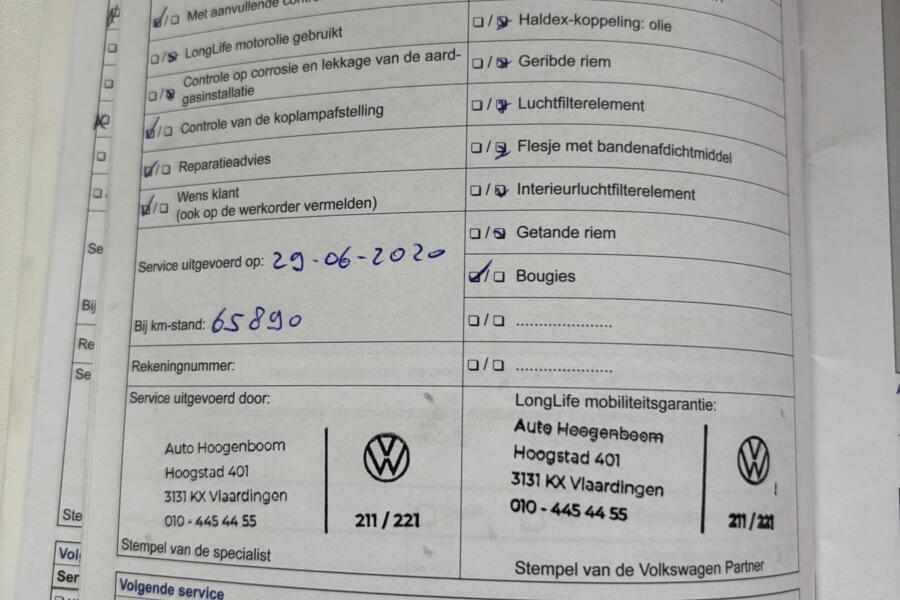 Met aanvullende
LongLife motorolie gebruikt
Controle op corrosie en lekkage van de aard-
gasinstallatie
Controle van de koplampafstelling
Reparatieadvies
Wens klant
(ook op de werkorder vermelden)
Service uitgevoerd op: 29-06-2020
Bij km-stand: 65890
Rekeningnummer:
Service uitgevoerd door:
Auto Hoogenboom
Hoogstad 401
3131 KX Vlaardingen
010 - 445 44 55
211 / 221
Stempel van de specialist
Haldex-koppeling: olie
Geribde riem
Luchtfilterelement
Flesje met bandenafdichtmiddel
Interieurluchtfilterelement
Getande riem
Bougies
....................
....................
LongLife mobiliteitsgarantie:
Auto Hoogenboom
Hoogstad 401
3131 KX Vlaardingen
010 - 445 44 55
211 / 221
Stempel van de Volkswagen Partner
Volgende service
Se
Bij
Re
Se
Ste
Vol
Ser